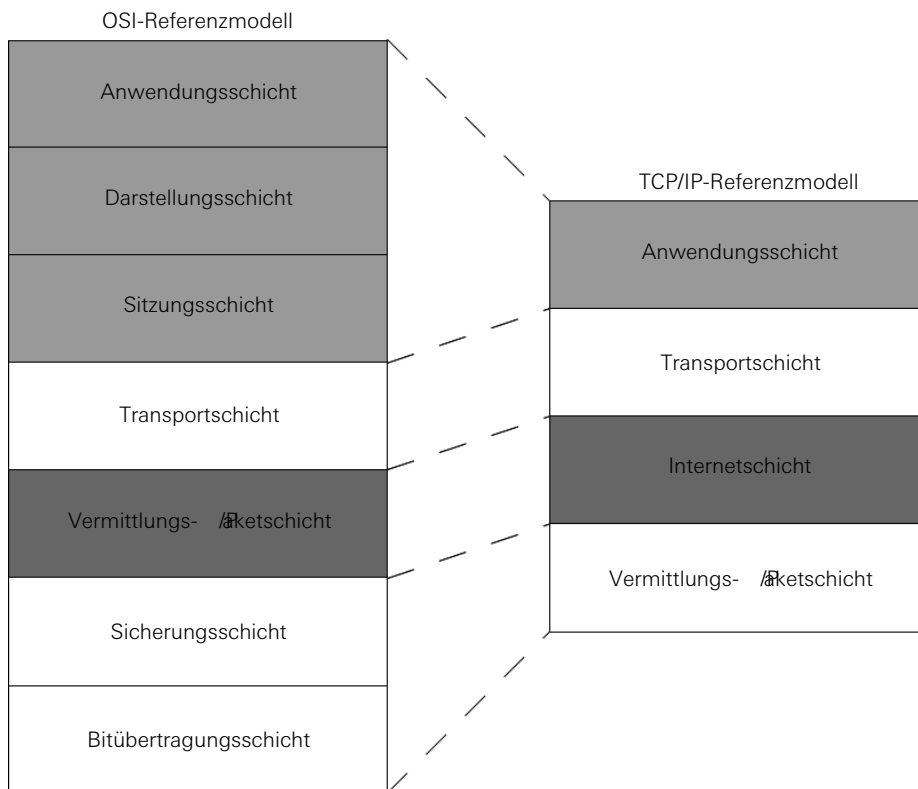 OSI-Referenzmodell
Anwendungsschicht
Darstellungsschicht
Sitzungsschicht
Transportschicht
Vermittlungs- /Paketschicht
Sicherungsschicht
Bitübertragungsschicht
TCP/IP-Referenzmodell
Anwendungsschicht
Transportschicht
Internetschicht
Vermittlungs- /Paketschicht